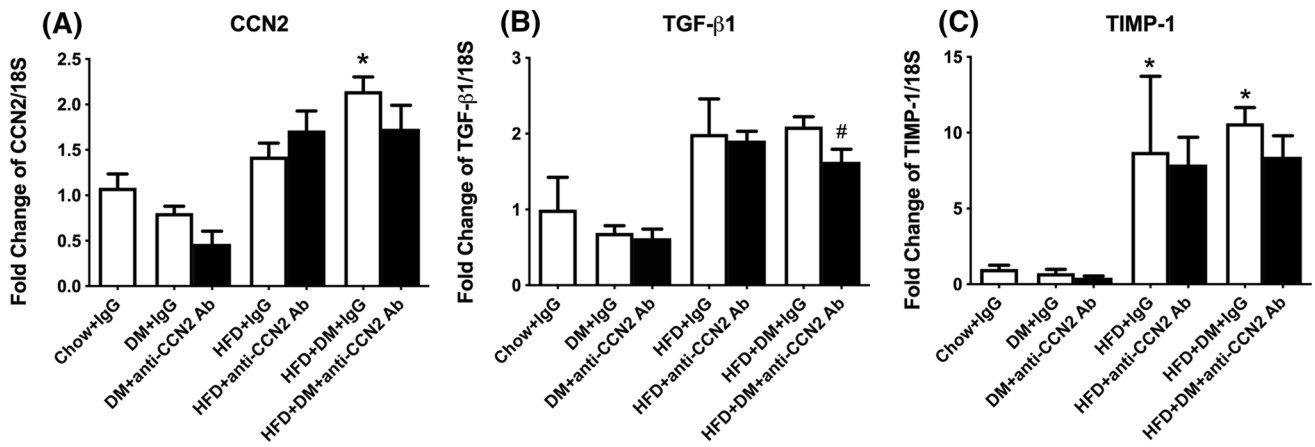 (A)
CCN2
Fold Change of CCN2/18S
2.5
2.0
1.5
1.0
0.5
0.0
*
Chow+IgG
DM+IgG
DM+anti-CCN2 Ab
HFD+IgG
HFD+anti-CCN2 Ab
HFD+DM+IgG
HFD+DM+anti-CCN2 Ab
(B)
TGF-β1
Fold Change of TGF-β1/18S
3
2
1
0
#
Chow+IgG
DM+IgG
DM+anti-CCN2 Ab
HFD+IgG
HFD+anti-CCN2 Ab
HFD+DM+IgG
HFD+DM+anti-CCN2 Ab
(C)
TIMP-1
Fold Change of TIMP-1/18S
15
10
5
0
*
*
Chow+IgG
DM+IgG
DM+anti-CCN2 Ab
HFD+IgG
HFD+anti-CCN2 Ab
HFD+DM+IgG
HFD+DM+anti-CCN2 Ab